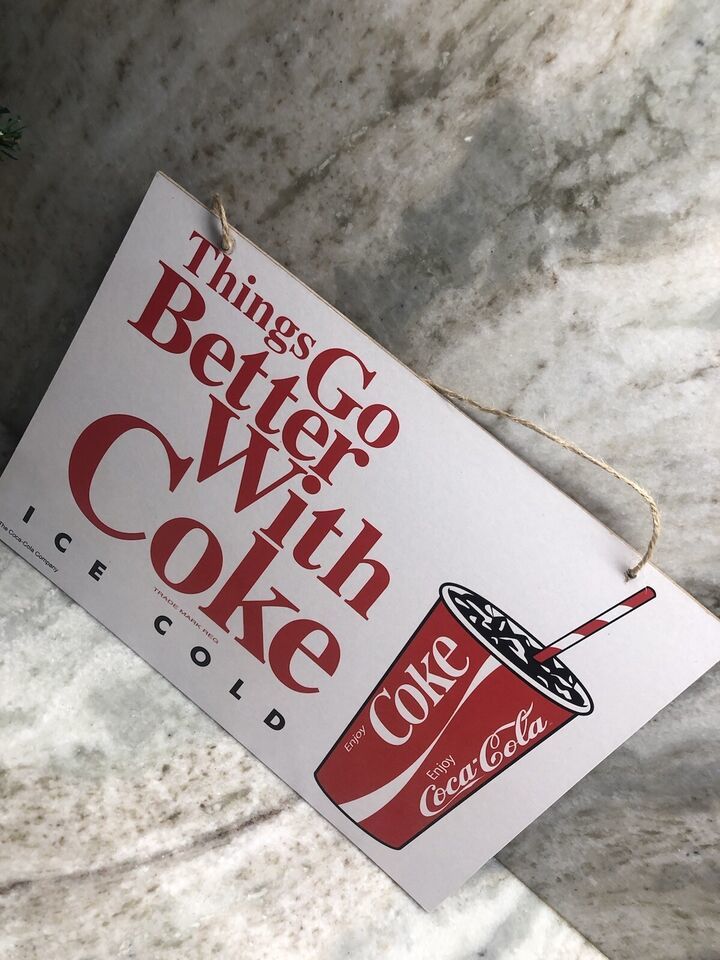 Things Go
Better
With
Coke
TRADE MARK REG
ICE COLD
The Coca-Cola Company
Enjoy
Coke
Enjoy
Coca-Cola